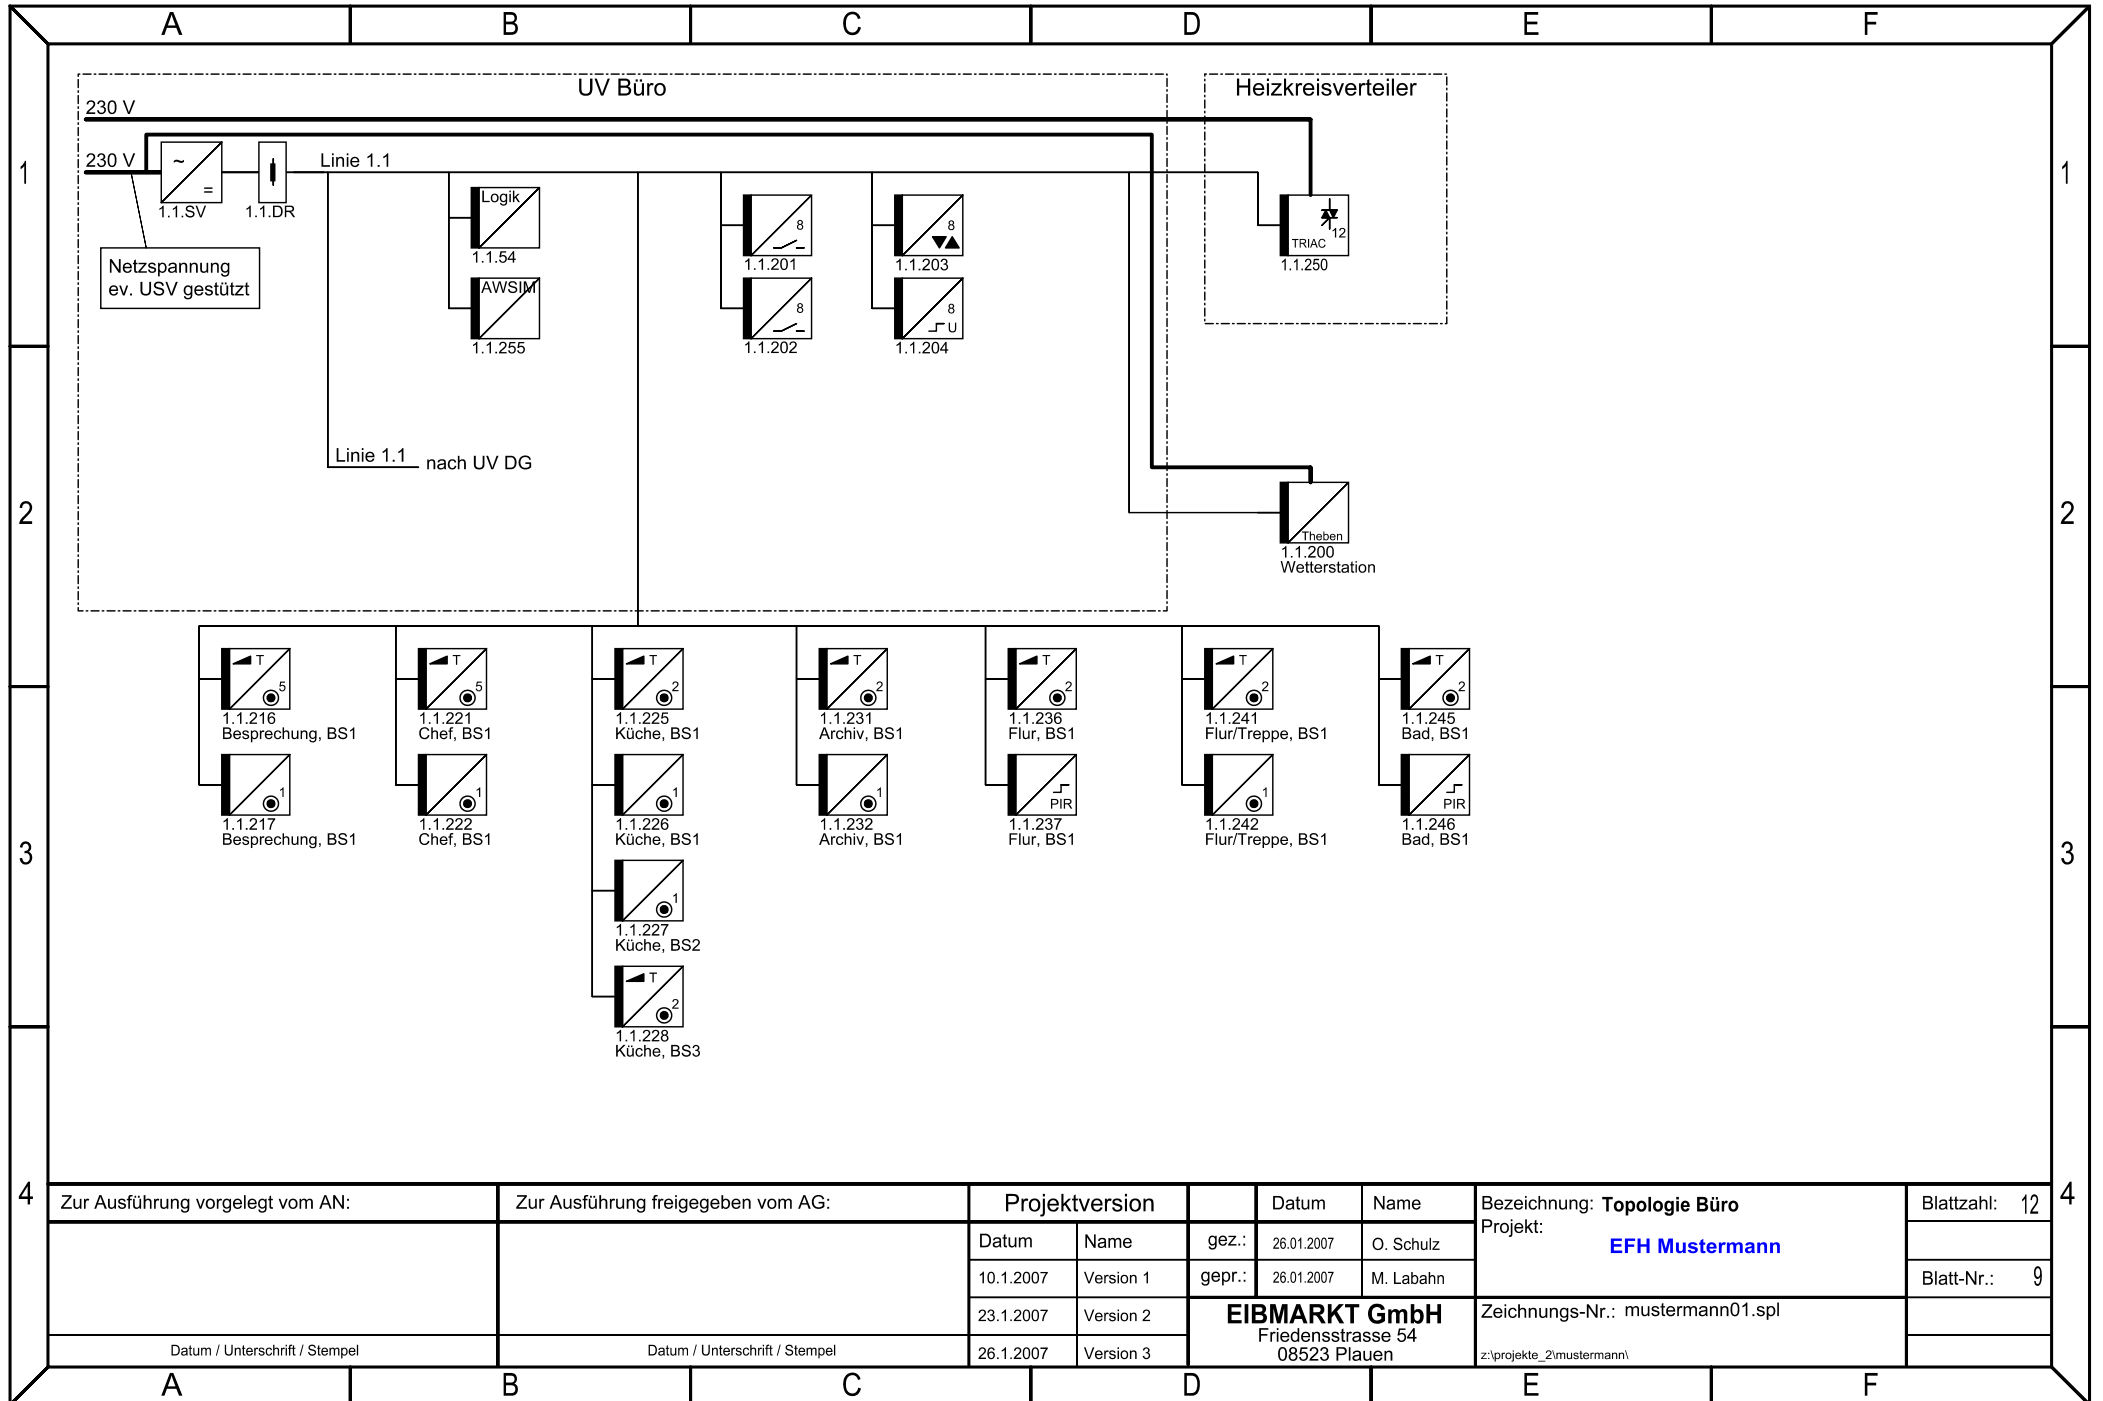 A B C D E F
UV Büro
Heizkreisverteiler
230 V
230 V
~
=
Linie 1.1
1 1
1.1.SV
1.1.DR
Logik
1.1.54
8
1.1.201
8
1.1.203
12
TRIAC
1.1.250
Netzspannung
ev. USV gestützt
AWSIM
1.1.255
8
1.1.202
8
U
1.1.204
Linie 1.1 nach UV DG
2 2
Theben
1.1.200
Wetterstation
T
5
1.1.216
Besprechung, BS1
T
5
1.1.221
Chef, BS1
T
2
1.1.225
Küche, BS1
T
2
1.1.231
Archiv, BS1
T
2
1.1.236
Flur, BS1
T
2
1.1.241
Flur/Treppe, BS1
T
2
1.1.245
Bad, BS1
1
1.1.217
Besprechung, BS1
1
1.1.222
Chef, BS1
1
1.1.226
Küche, BS1
1
1.1.232
Archiv, BS1
PIR
1.1.237
Flur, BS1
1
1.1.242
Flur/Treppe, BS1
PIR
1.1.246
Bad, BS1
3 3
1
1.1.227
Küche, BS2
T
2
1.1.228
Küche, BS3
4 4
Zur Ausführung vorgelegt vom AN:
Datum / Unterschrift / Stempel
Zur Ausführung freigegeben vom AG:
Datum / Unterschrift / Stempel
Projektversion
Datum Name
10.1.2007 Version 1
23.1.2007 Version 2
26.1.2007 Version 3
Datum Name
gez.: 26.01.2007 O. Schulz
gepr.: 26.01.2007 M. Labahn
EIBMARKT GmbH
Friedensstrasse 54
08523 Plauen
Bezeichnung: Topologie Büro
Projekt:
EFH Mustermann
Zeichnungs-Nr.: mustermann01.spl
z:\projekte_2\mustermann\
Blattzahl: 12
Blatt-Nr.: 9
A B C D E F